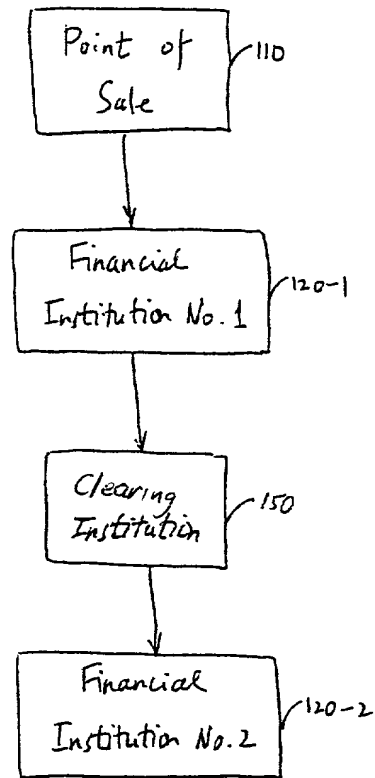 Point of
Sale
110
Financial
Institution No. 1
120-1
Clearing
Institution
150
Financial
Institution No. 2
120-2